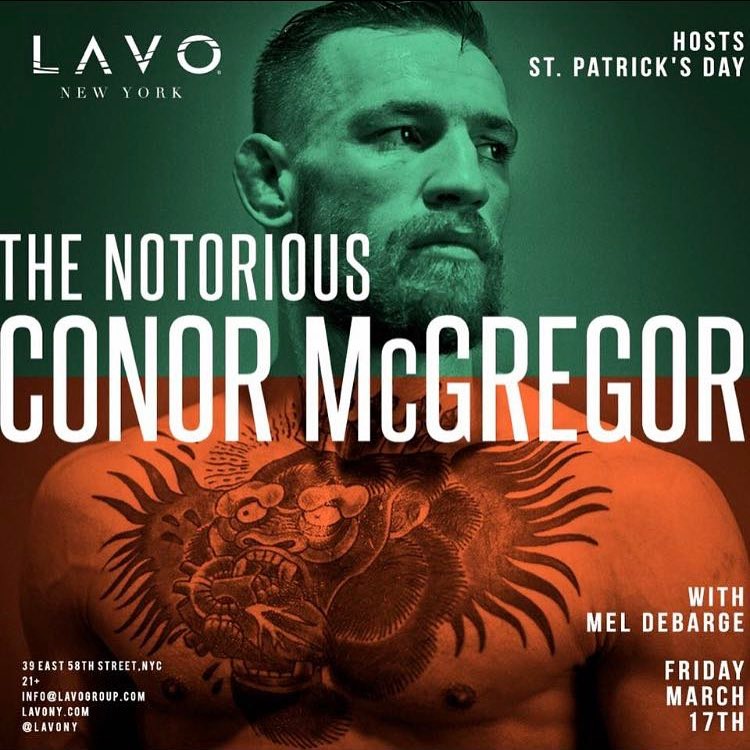 LAVO
NEW YORK
HOSTS
ST. PATRICK'S DAY
THE NOTORIOUS
CONOR McGREGOR
WITH
MEL DEBARGE
FRIDAY
MARCH
17TH
39 EAST 58TH STREET,NYC
21+
INFO@LAVOGROUP.COM
LAVONY.COM
@LAVONY